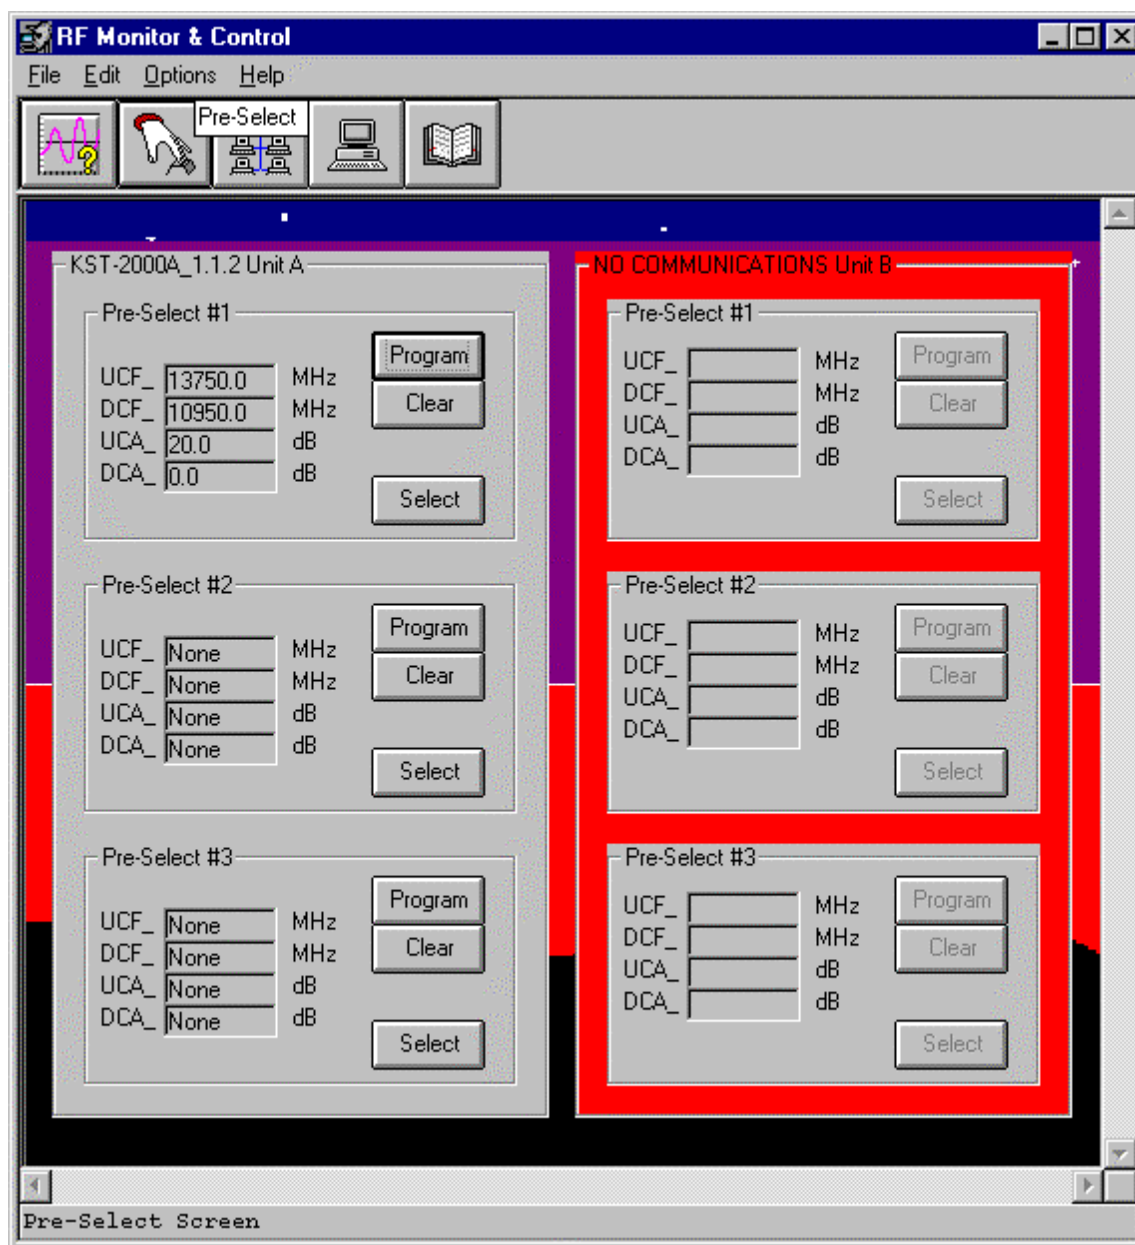 RF Monitor & Control
File Edit Options Help
Pre-Select
KST-2000A_1.1.2 Unit A
Pre-Select #1
UCF_ 13750.0 MHz
DCF_ 10950.0 MHz
UCA_ 20.0 dB
DCA_ 0.0 dB
Program
Clear
Select
Pre-Select #2
UCF_ None MHz
DCF_ None MHz
UCA_ None dB
DCA_ None dB
Program
Clear
Select
Pre-Select #3
UCF_ None MHz
DCF_ None MHz
UCA_ None dB
DCA_ None dB
Program
Clear
Select
NO COMMUNICATIONS Unit B
Pre-Select #1
UCF_ MHz
DCF_ MHz
UCA_ dB
DCA_ dB
Program
Clear
Select
Pre-Select #2
UCF_ MHz
DCF_ MHz
UCA_ dB
DCA_ dB
Program
Clear
Select
Pre-Select #3
UCF_ MHz
DCF_ MHz
UCA_ dB
DCA_ dB
Program
Clear
Select
Pre-Select Screen